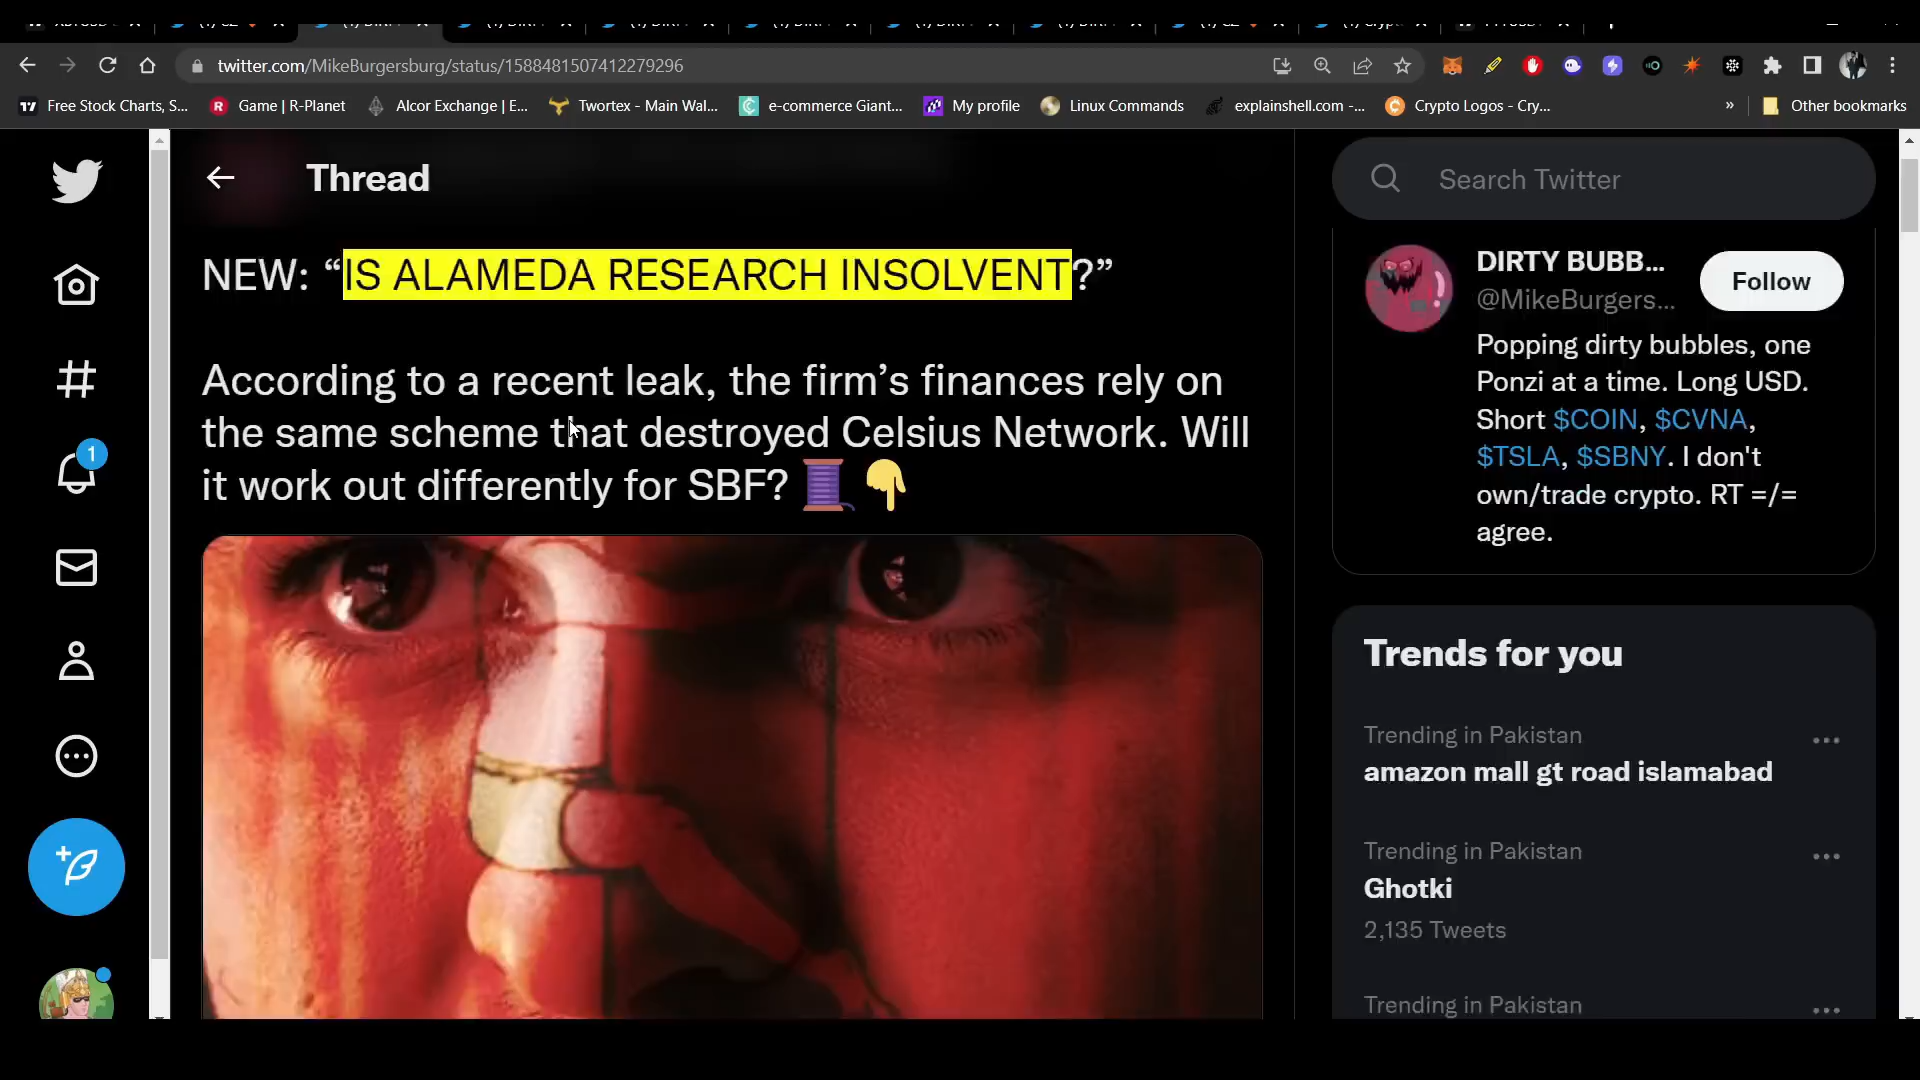 twitter.com/MikeBurgersburg/status/1588481507412279296
Free Stock Charts, S... Game | R-Planet Alcor Exchange | E... Twortex - Main Wal... e-commerce Giant... My profile Linux Commands explainshell.com -... Crypto Logos - Cry... » Other bookmarks
Thread
NEW: “IS ALAMEDA RESEARCH INSOLVENT?”
According to a recent leak, the firm’s finances rely on
the same scheme that destroyed Celsius Network. Will
it work out differently for SBF? 🧵👇
1
Search Twitter
DIRTY BUBB...
@MikeBurgers...
Follow
Popping dirty bubbles, one
Ponzi at a time. Long USD.
Short $COIN, $CVNA,
$TSLA, $SBNY. I don't
own/trade crypto. RT =/=
agree.
Trends for you
Trending in Pakistan
amazon mall gt road islamabad
Trending in Pakistan
Ghotki
2,135 Tweets
Trending in Pakistan